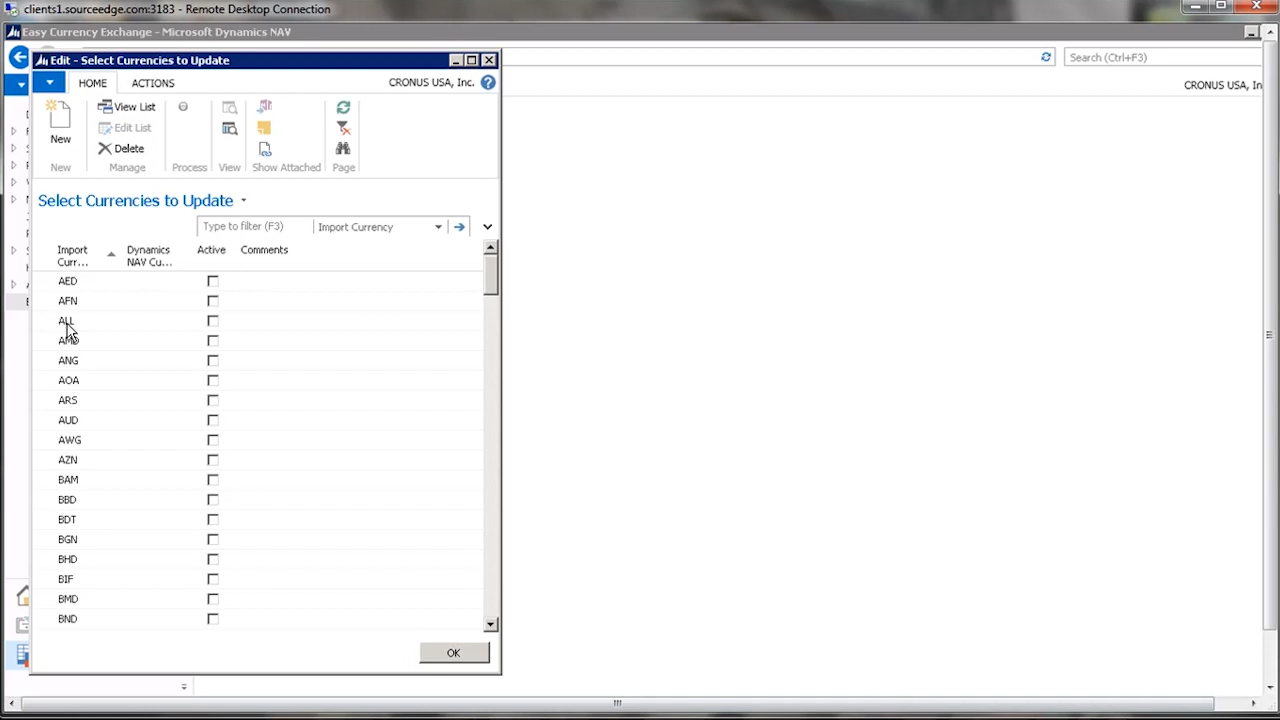 clients1.sourceedge.com:3183 - Remote Desktop Connection
Easy Currency Exchange - Microsoft Dynamics NAV
Edit - Select Currencies to Update
Search (Ctrl+F3)
HOME ACTIONS CRONUS USA, Inc.
CRONUS USA, In
New
View List
Edit List
Delete
New Manage Process View Show Attached Page
Select Currencies to Update
Type to filter (F3) Import Currency
Import Curr... Dynamics NAV Cu... Active Comments
AED
AFN
ALL
AMD
ANG
AOA
ARS
AUD
AWG
AZN
BAM
BBD
BDT
BGN
BHD
BIF
BMD
BND
OK